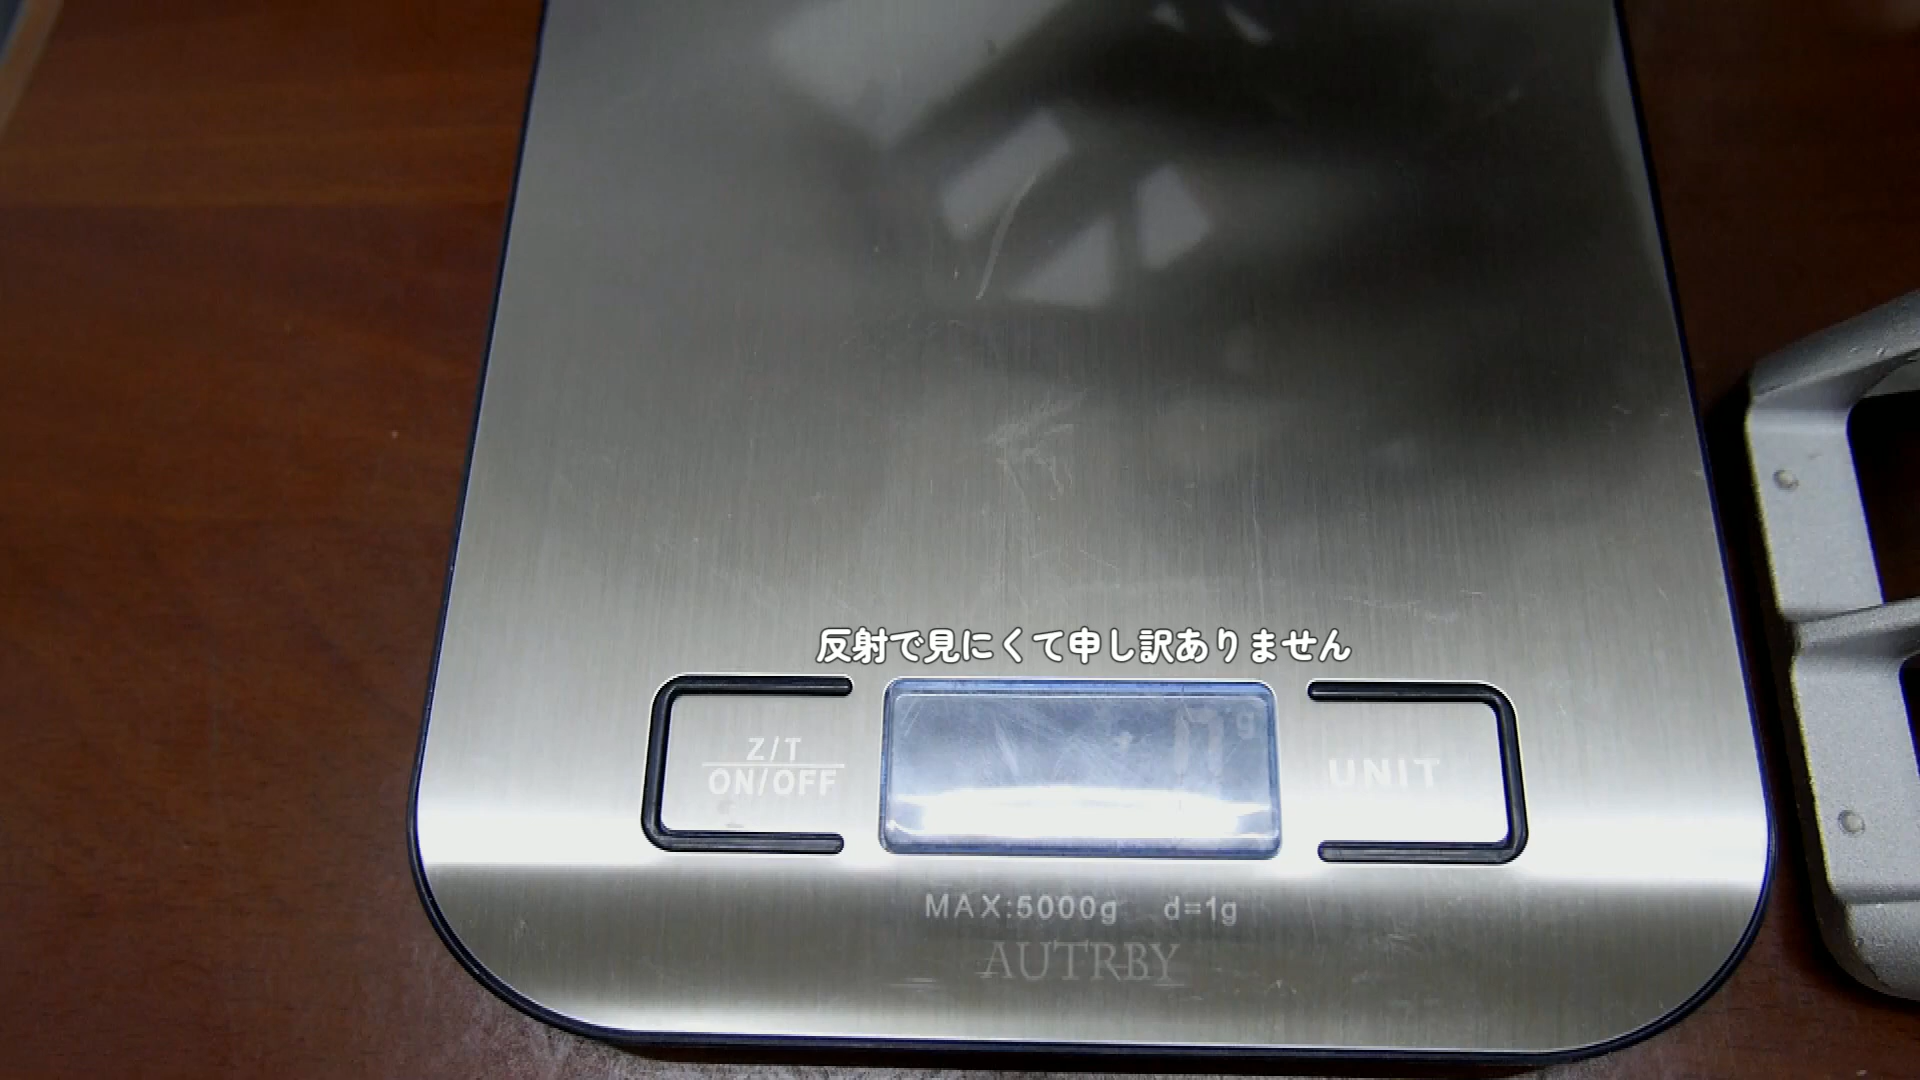 反射で見にくて申し訳ありません
Z/T
ON/OFF
g
UNIT
MAX:5000g d=1g
AUTRBY